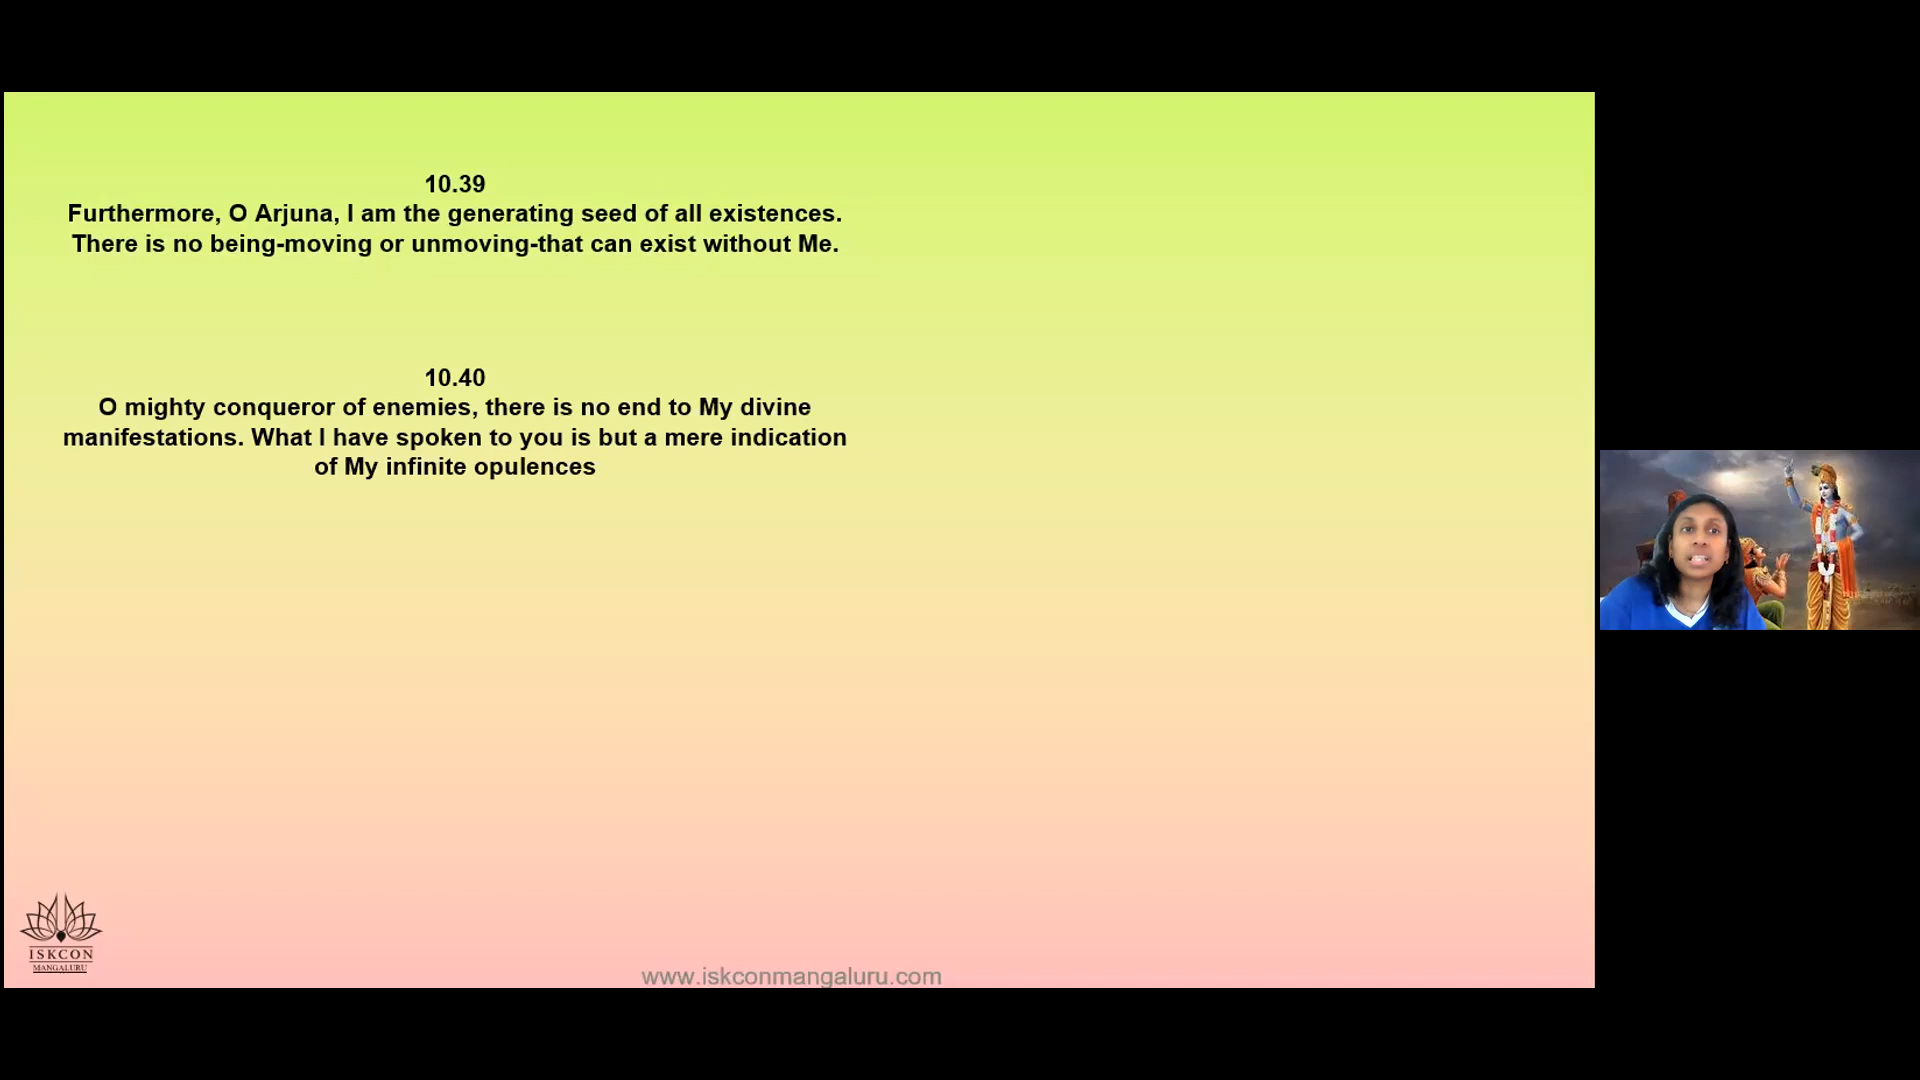 10.39
Furthermore, O Arjuna, I am the generating seed of all existences.
There is no being-moving or unmoving-that can exist without Me.
10.40
O mighty conqueror of enemies, there is no end to My divine
manifestations. What I have spoken to you is but a mere indication
of My infinite opulences
ISKCON
MANGALURU
www.iskconmangaluru.com